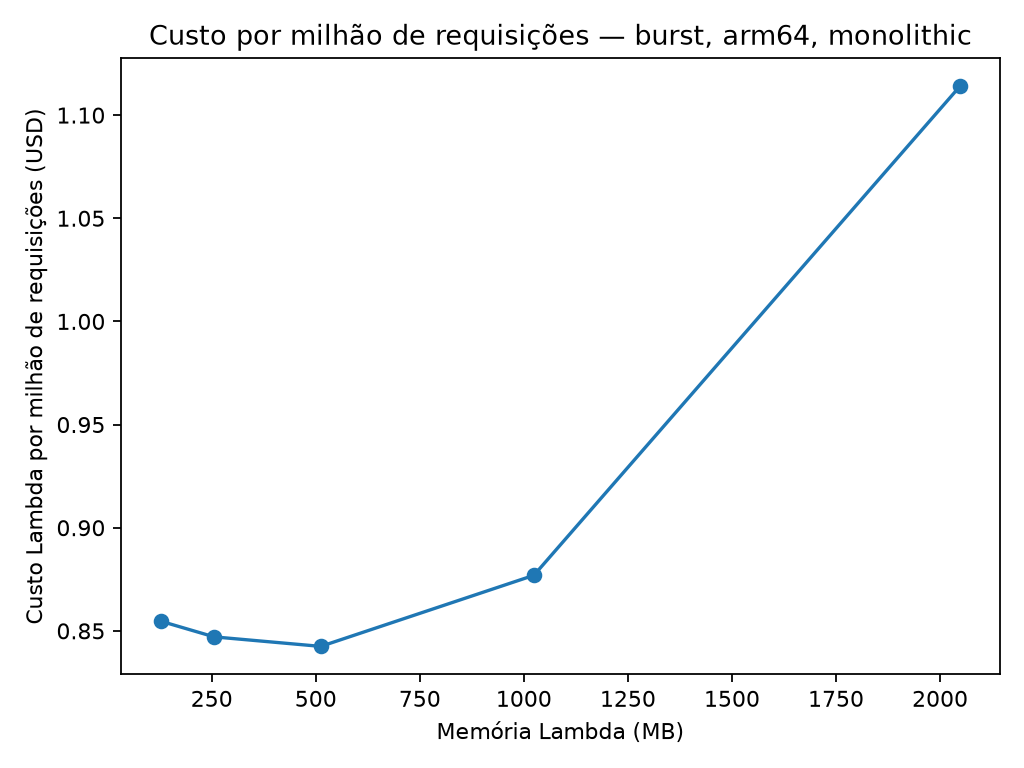 Custo por milhão de requisições — burst, arm64, monolithic
Custo Lambda por milhão de requisições (USD)
1.10
1.05
1.00
0.95
0.90
0.85
250 500 750 1000 1250 1500 1750 2000
Memória Lambda (MB)